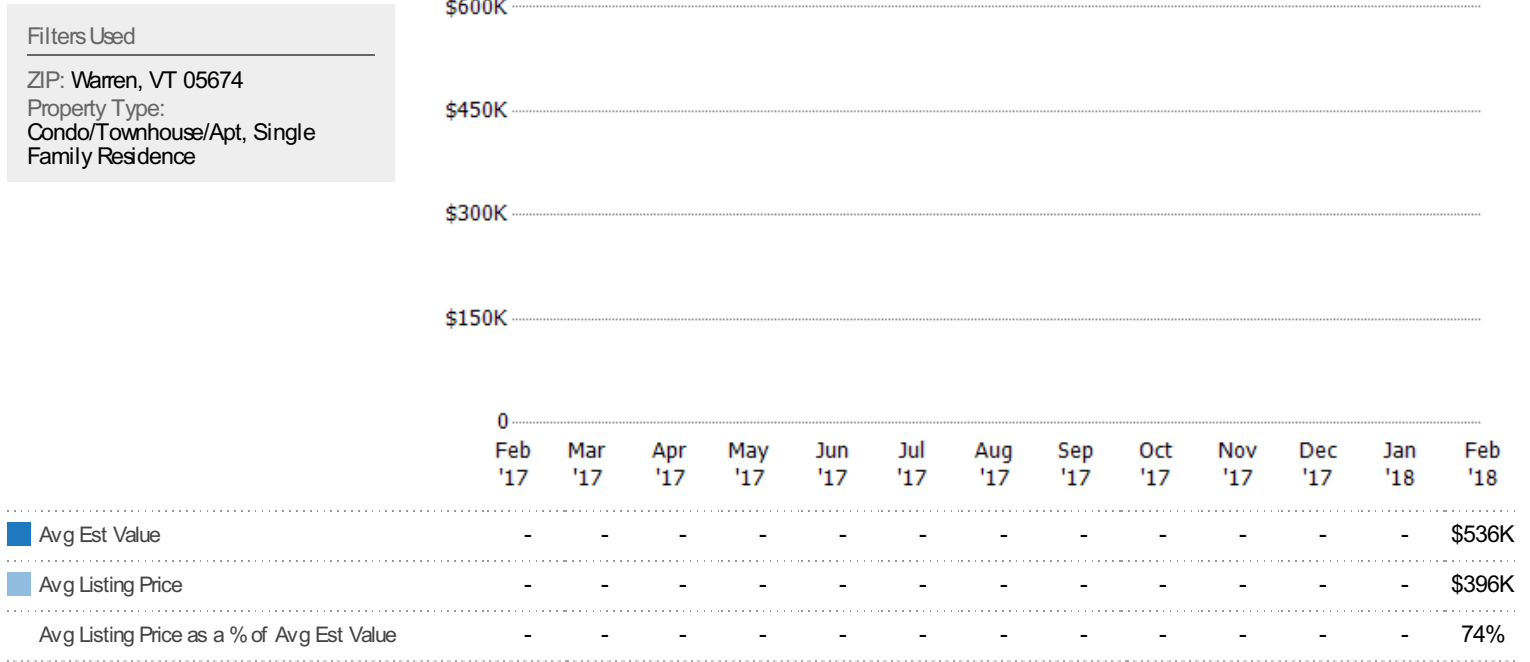 Filters Used
ZIP: Warren, VT 05674
Property Type:
Condo/Townhouse/Apt, Single
Family Residence
$600K
$450K
$300K
$150K
0
Feb Mar Apr May Jun Jul Aug Sep Oct Nov Dec Jan Feb
'17 '17 '17 '17 '17 '17 '17 '17 '17 '17 '17 '18 '18
Avg Est Value - - - - - - - - - - - - $536K
Avg Listing Price - - - - - - - - - - - - $396K
Avg Listing Price as a % of Avg Est Value - - - - - - - - - - - - 74%